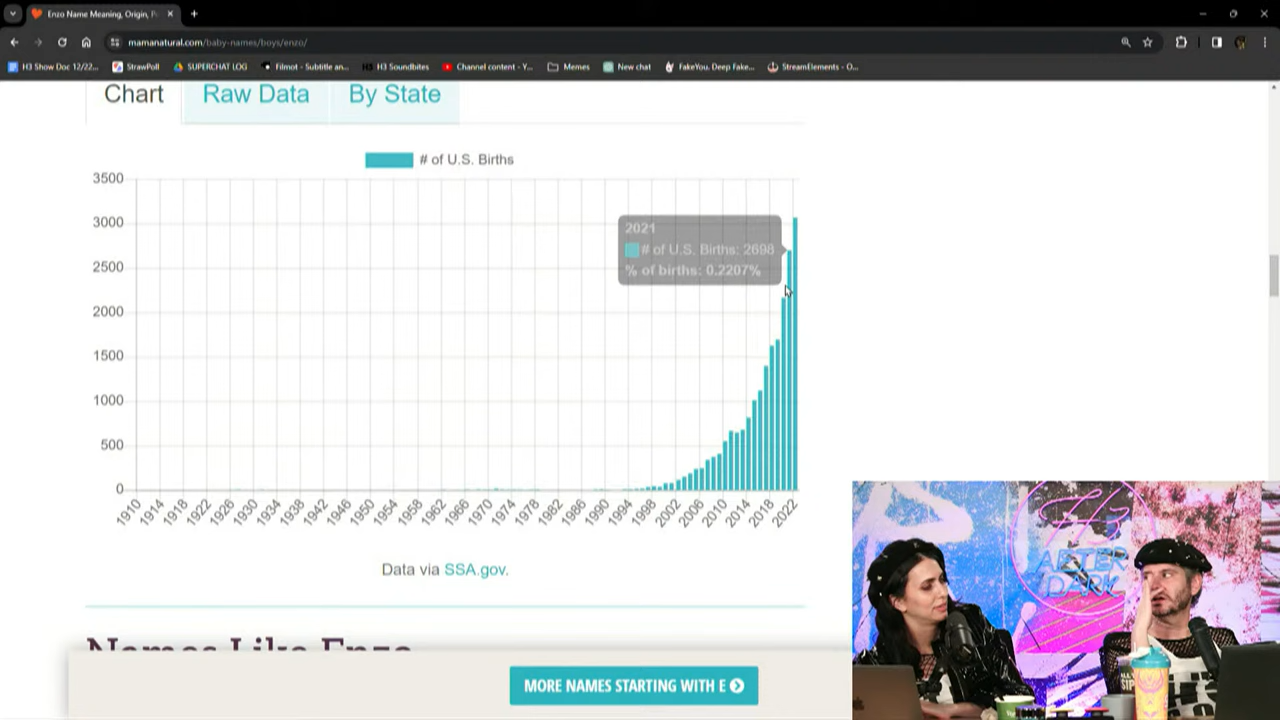 Enzo Name Meaning, Origin, P
mamanatural.com/baby-names/boys/enzo/
H3 Show Doc 12/22...
StrawPoll
SUPERCHAT LOG
Filmot - Subtitle an...
H3 Soundbites
Channel content - Y...
Memes
New chat
FakeYou. Deep Fake...
StreamElements - O...
Chart
Raw Data
By State
# of U.S. Births
3500
3000
2500
2000
1500
1000
500
0
2021
# of U.S. Births: 2698
% of births: 0.2207%
1910 1914 1918 1922 1926 1930 1934 1938 1942 1946 1950 1954 1958 1962 1966 1970 1974 1978 1982 1986 1990 1994 1998 2002 2006 2010 2014 2018 2022
Data via SSA.gov.
Names Like Enzo
MORE NAMES STARTING WITH E
H3
AFTER
DARK